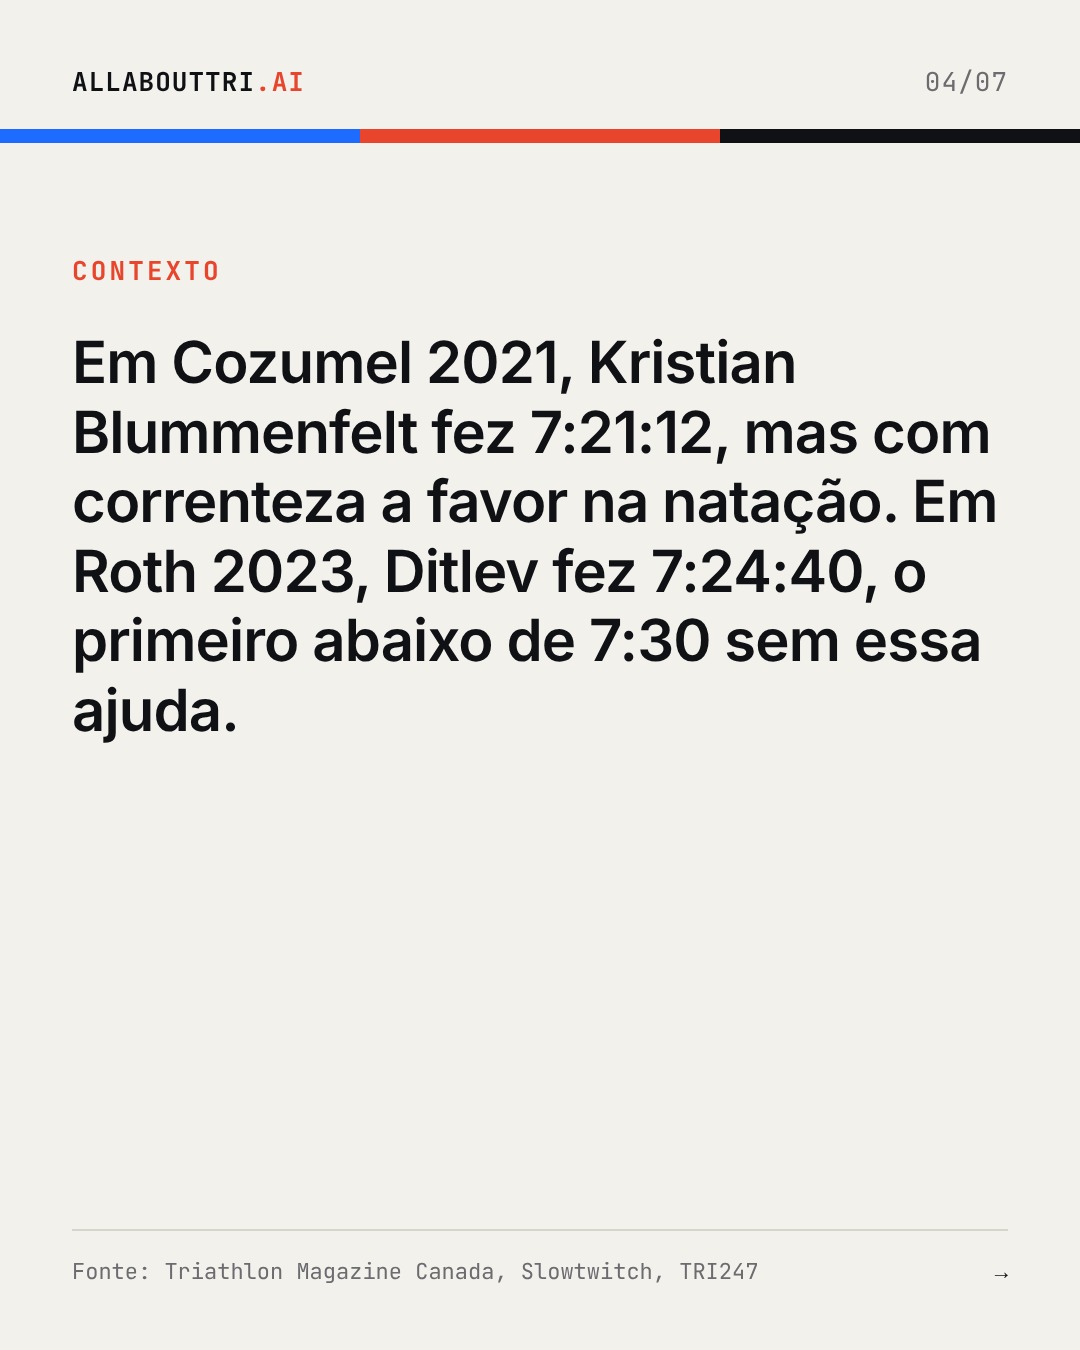 ALLABOUTTRI.AI
04/07
CONTEXTO
Em Cozumel 2021, Kristian
Blummenfelt fez 7:21:12, mas com
correnteza a favor na natação. Em
Roth 2023, Ditlev fez 7:24:40, o
primeiro abaixo de 7:30 sem essa
ajuda.
Fonte: Triathlon Magazine Canada, Slowtwitch, TRI247 →